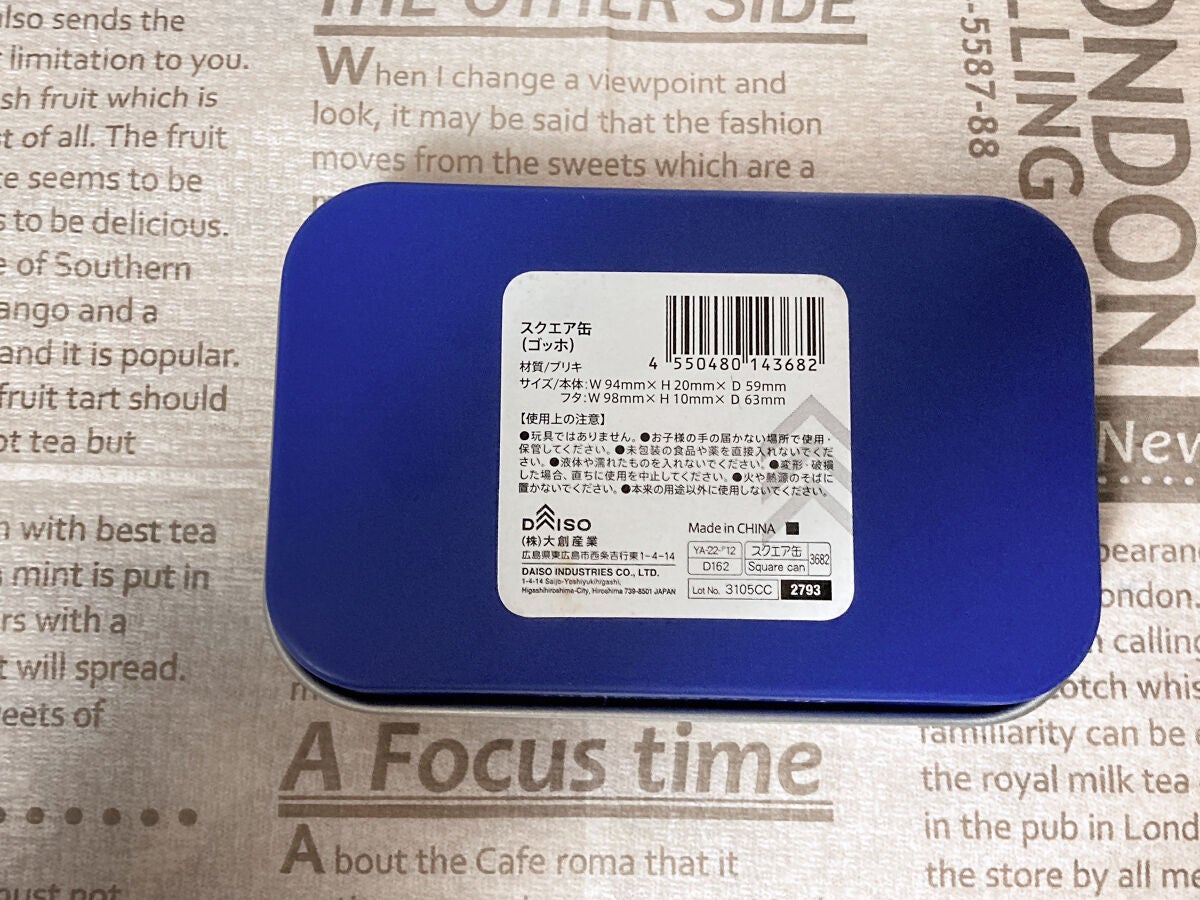 lso sends the
limitation to you.
sh fruit which is
t of all. The fruit
te seems to be
s to be delicious.
e of Southern
ango and a
and it is popular.
fruit tart should
ot tea but
n with best tea
mint is put in
rs with a
t will spread.
eets of
THE OTHER SIDE
When I change a viewpoint and
look, it may be said that the fashion
moves from the sweets which are a
-5587-88
LLING
ONDON
New
スクエア缶
(ゴッホ)
4 550480 143682
材質/ブリキ
サイズ/本体:W 94mm× H 20mm× D 59mm
フタ:W 98mm× H 10mm× D 63mm
【使用上の注意】
●玩具ではありません。●お子様の手の届かない場所で使用・
保管してください。●未包装の食品や薬を直接入れないでくだ
さい。●液体や濡れたものを入れないでください。●変形・破損
した場合、直ちに使用を中止してください。●火や熱源のそばに
置かないでください。●本来の用途以外に使用しないでください。
DAISO
(株)大創産業
広島県東広島市西条吉行東1-4-14
DAISO INDUSTRIES CO., LTD.
1-4-14 Saijo-Yoshiyukihigashi,
Higashihiroshima-City, Hiroshima 739-8501 JAPAN
Made in CHINA
YA-22-P12
D162
スクエア缶
Square can
3682
Lot No. 3105CC
2793
A Focus time
About the Cafe roma that it
pearan
ondon
n calling
otch whis
familiarity can be
the royal milk tea
in the pub in Lond
the store by all me